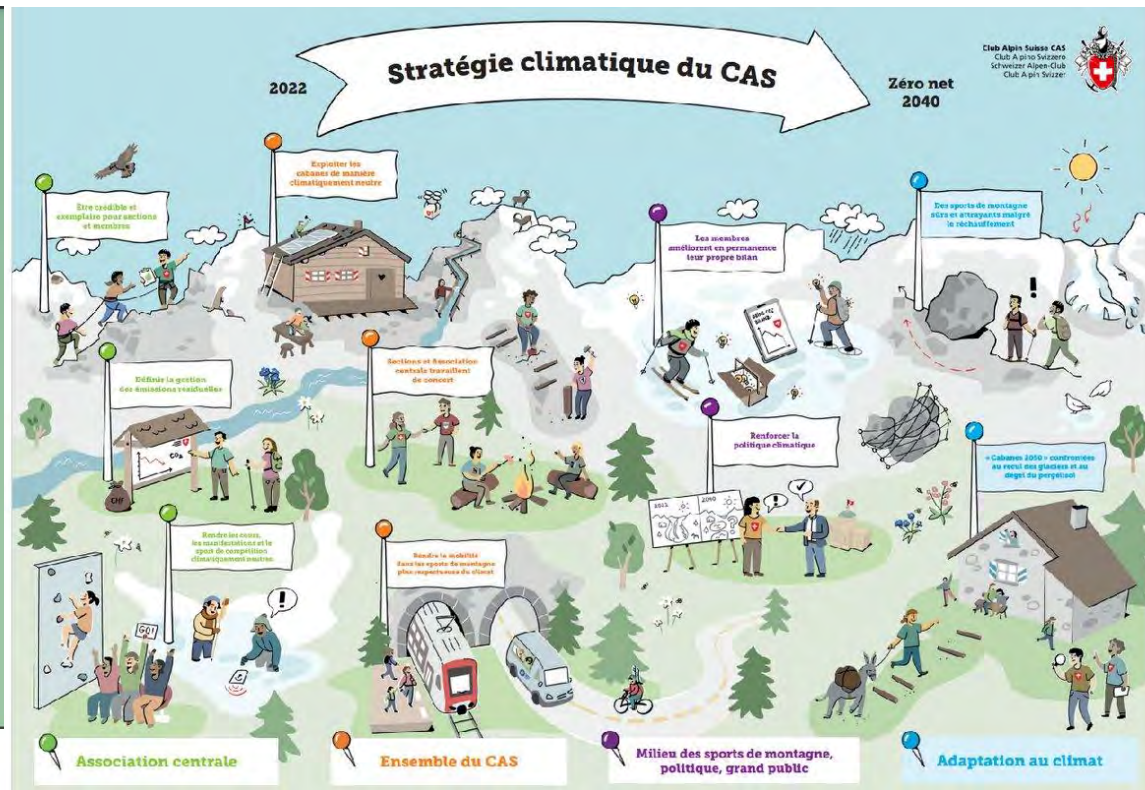 Stratégie climatique du CAS
2022
Zéro net
2040
Club Alpin Suisse CAS
Club Alpino Svizzero
Schweizer Alpen-Club
Club Alpin Svizzer
Être crédible et
exemplaire pour sections
et membres
Exploiter les
cabanes de manière
climatiquement neutre
Les membres
améliorent en permanence
leur propre bilan
Des sports de montagne
sûrs et attrayants malgré
le réchauffement
!
Définir la gestion
des émissions résiduelles
CO₂
CHF
Sections et Association
centrale travaillent
de concert
Renforcer la
politique climatique
2022
2040
!
« Cabanes 2050 » confrontées
au recul des glaciers et au
dégel du pergélisol
Rendre les cours,
les manifestations et le
sport de compétition
climatiquement neutres
GO!
!
Rendre la mobilité
dans les sports de montagne
plus respectueuse du climat
Association centrale
Ensemble du CAS
Milieu des sports de montagne,
politique, grand public
Adaptation au climat